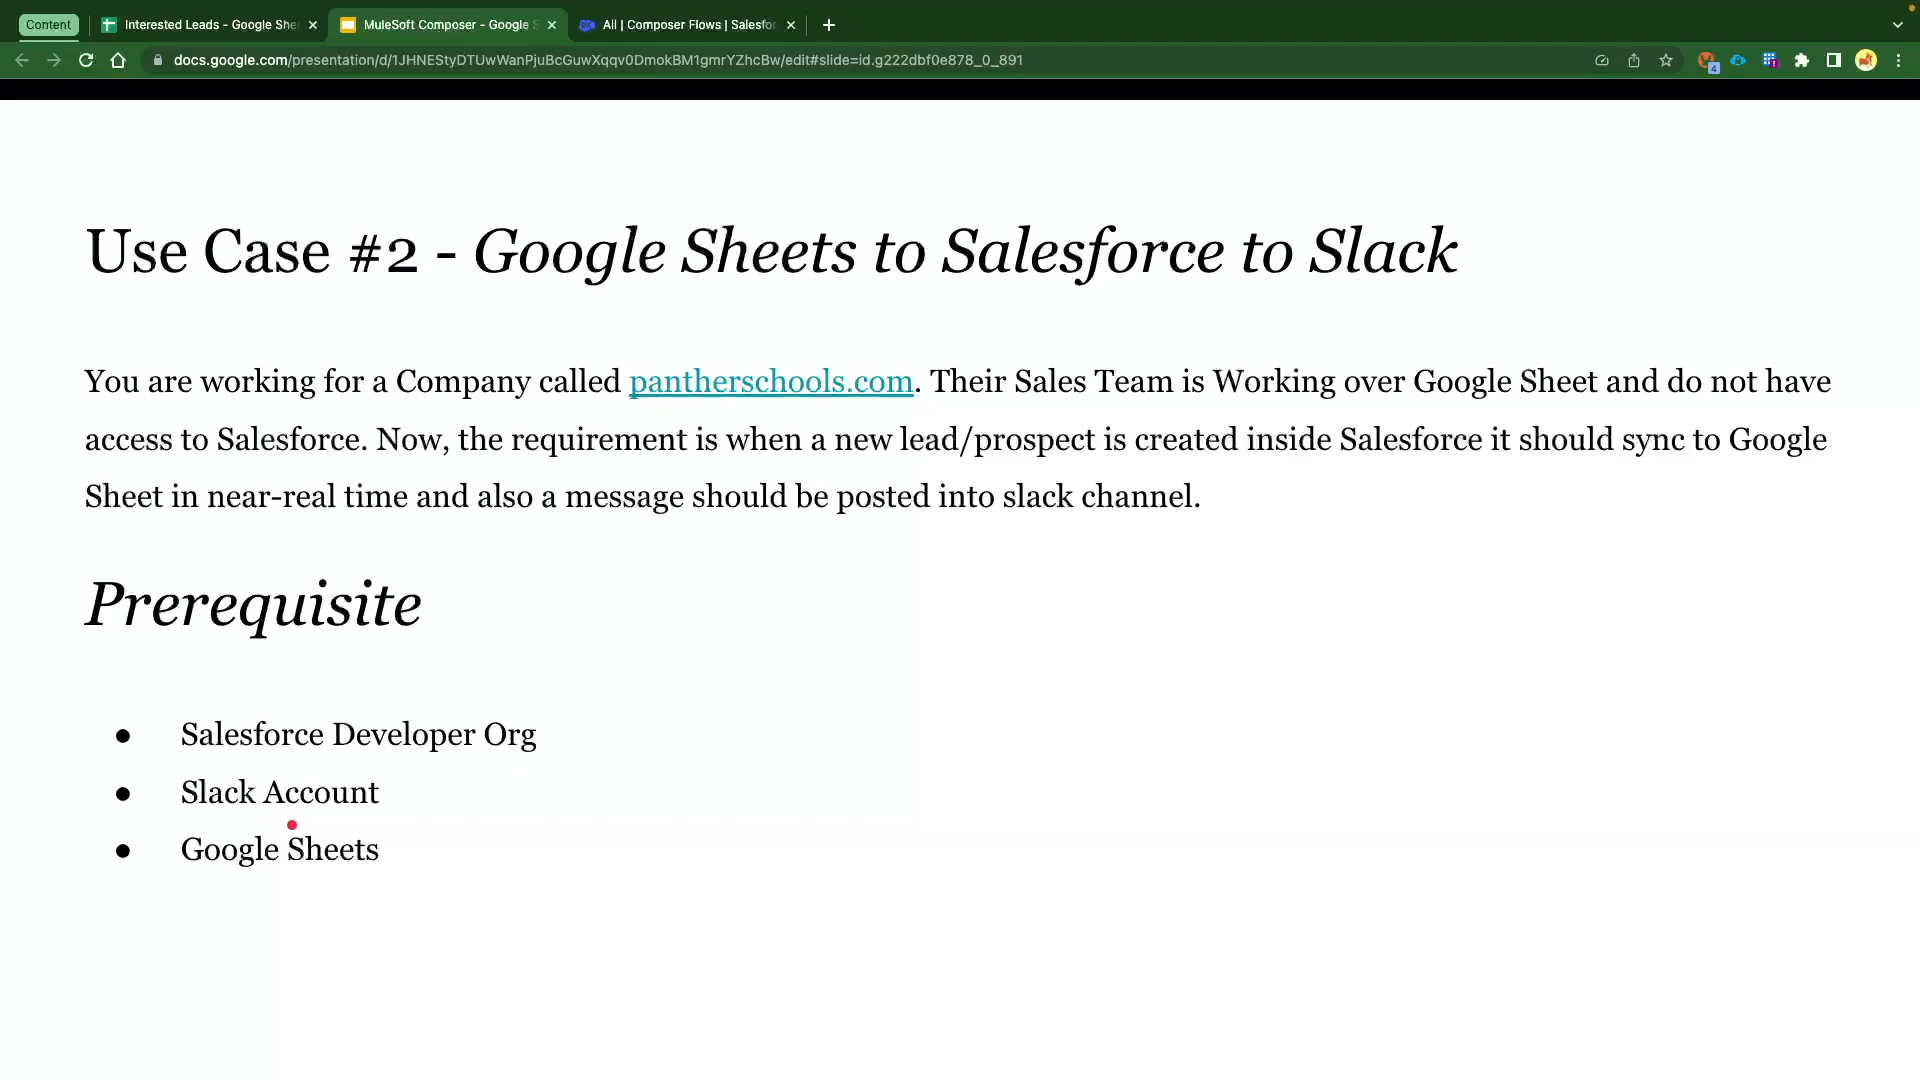 Content
Interested Leads - Google She
MuleSoft Composer - Google S
All | Composer Flows | Salesfor
docs.google.com/presentation/d/1JHNEStyDTUwWanPjuBcGuwXqqv0DmokBM1gmrYZhcBw/edit#slide=id.g222dbf0e878_0_891
4
Use Case #2 - Google Sheets to Salesforce to Slack
You are working for a Company called pantherschools.com. Their Sales Team is Working over Google Sheet and do not have
access to Salesforce. Now, the requirement is when a new lead/prospect is created inside Salesforce it should sync to Google
Sheet in near-real time and also a message should be posted into slack channel.
Prerequisite
● Salesforce Developer Org
● Slack Account
● Google Sheets